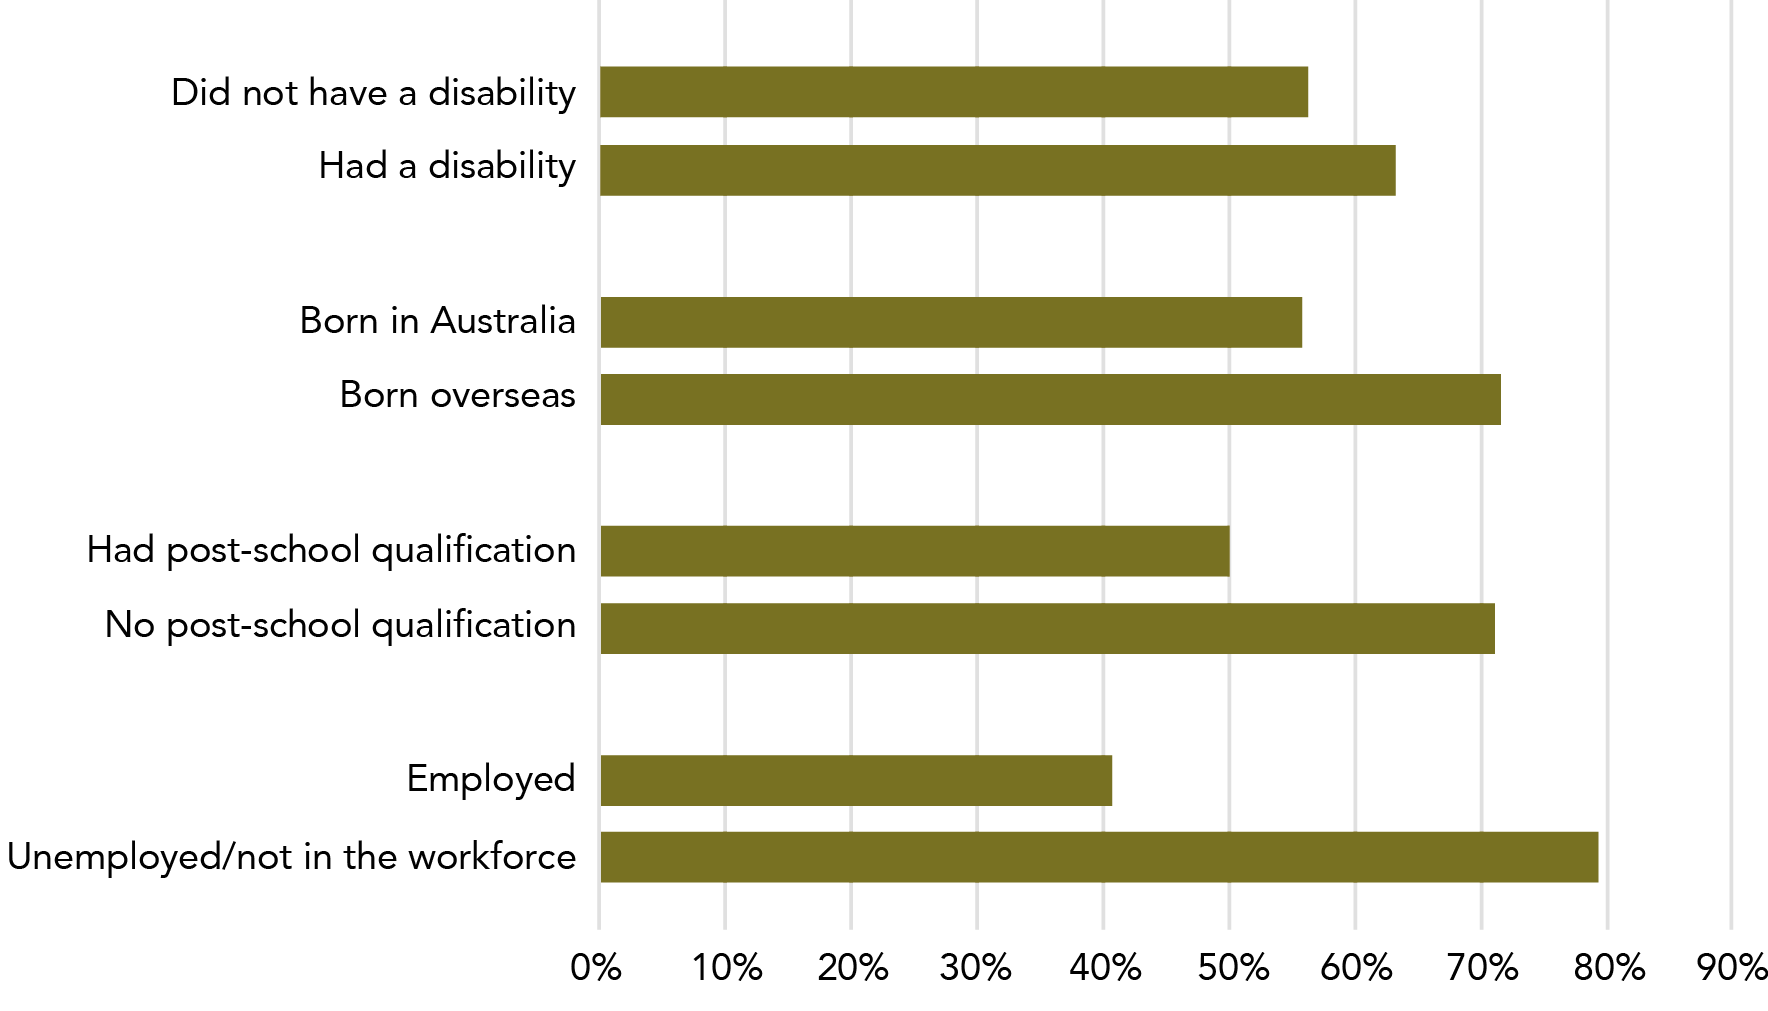 Did not have a disability
Had a disability
Born in Australia
Born overseas
Had post-school qualification
No post-school qualification
Employed
Unemployed/not in the workforce
0% 10% 20% 30% 40% 50% 60% 70% 80% 90%